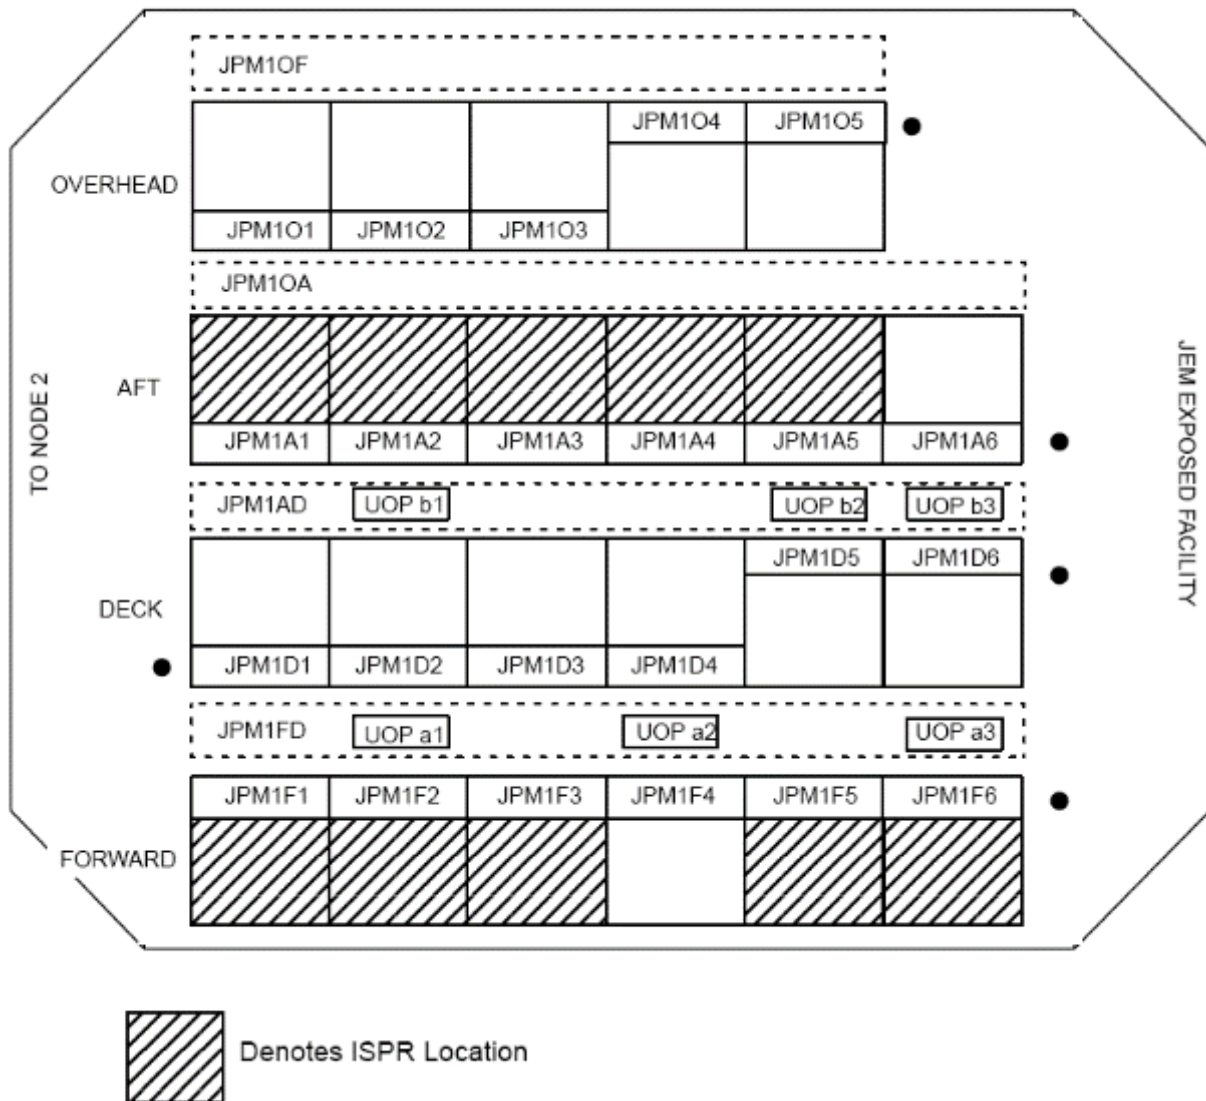 JPM1OF
JPM1O4 JPM1O5
OVERHEAD
JPM1O1 JPM1O2 JPM1O3
JPM1OA
TO NODE 2
AFT
JEM EXPOSED FACILITY
JPM1A1 JPM1A2 JPM1A3 JPM1A4 JPM1A5 JPM1A6
JPM1AD UOP b1 UOP b2 UOP b3
JPM1D5 JPM1D6
DECK
JPM1D1 JPM1D2 JPM1D3 JPM1D4
JPM1FD UOP a1 UOP a2 UOP a3
JPM1F1 JPM1F2 JPM1F3 JPM1F4 JPM1F5 JPM1F6
FORWARD
Denotes ISPR Location